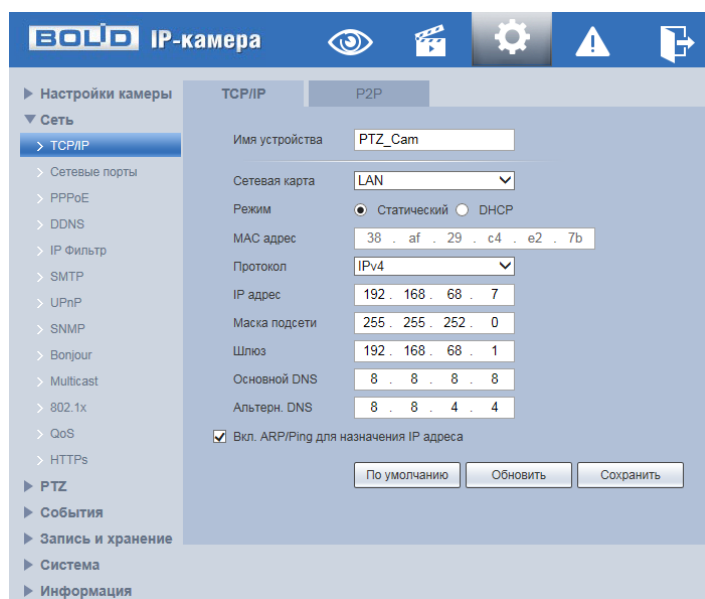 BOLID IP-камера
Настройки камеры
Сеть
TCP/IP
Сетевые порты
PPPoE
DDNS
IP Фильтр
SMTP
UPnP
SNMP
Bonjour
Multicast
802.1x
QoS
HTTPs
PTZ
События
Запись и хранение
Система
Информация
TCP/IP P2P
Имя устройства PTZ_Cam
Сетевая карта LAN
Режим Статический DHCP
MAC адрес 38 . af . 29 . c4 . e2 . 7b
Протокол IPv4
IP адрес 192 . 168 . 68 . 7
Маска подсети 255 . 255 . 252 . 0
Шлюз 192 . 168 . 68 . 1
Основной DNS 8 . 8 . 8 . 8
Альтерн. DNS 8 . 8 . 4 . 4
Вкл. ARP/Ping для назначения IP адреса
По умолчанию Обновить Сохранить